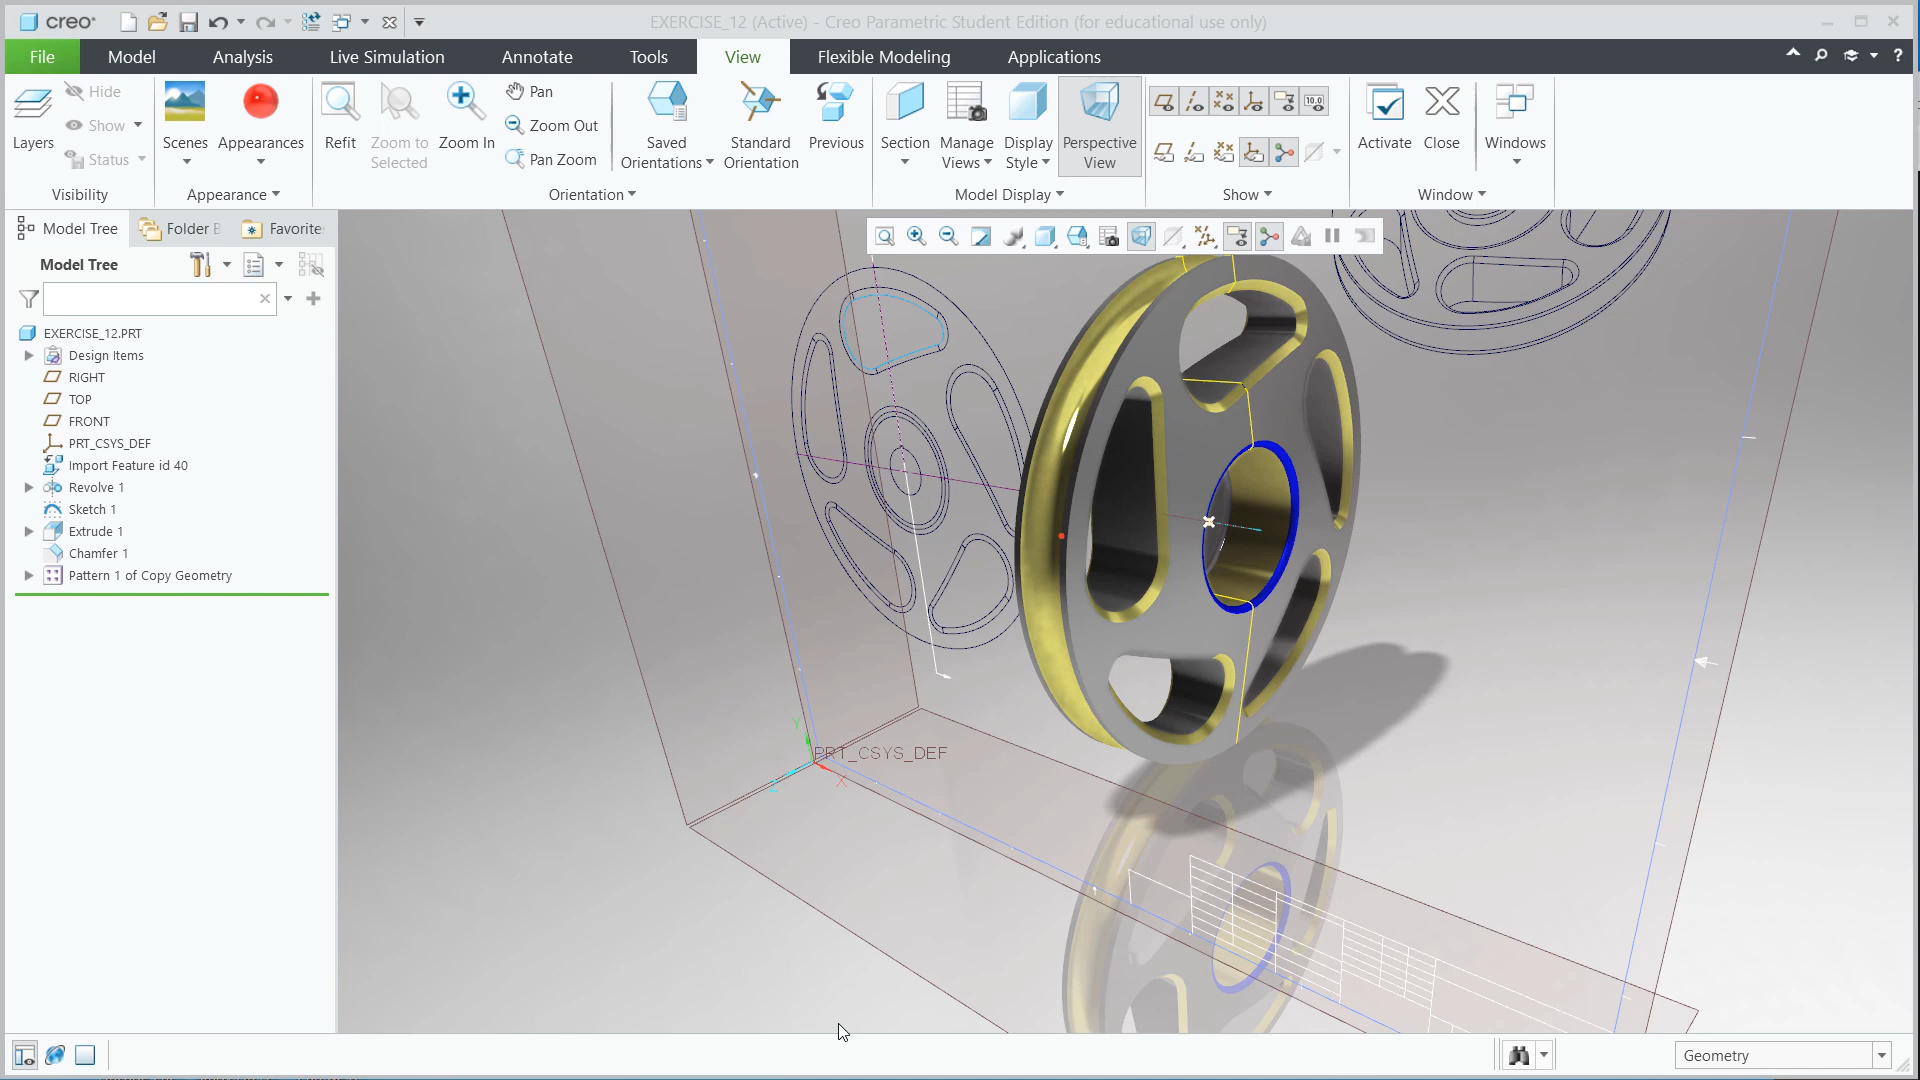 creo
EXERCISE_12 (Active) - Creo Parametric Student Edition (for educational use only)
File
Model
Analysis
Live Simulation
Annotate
Tools
View
Flexible Modeling
Applications
?
Layers
Hide
Show
Status
Visibility
Scenes
Appearances
Appearance
Refit
Zoom to Selected
Zoom In
Pan
Zoom Out
Pan Zoom
Saved Orientations
Standard Orientation
Previous
Orientation
Section
Manage Views
Display Style
Perspective View
Model Display
10.0
Show
Activate
Close
Windows
Window
Model Tree
Folder B
Favorite
Model Tree
EXERCISE_12.PRT
Design Items
RIGHT
TOP
FRONT
PRT_CSYS_DEF
Import Feature id 40
Revolve 1
Sketch 1
Extrude 1
Chamfer 1
Pattern 1 of Copy Geometry
Y
PRT_CSYS_DEF
X
Geometry